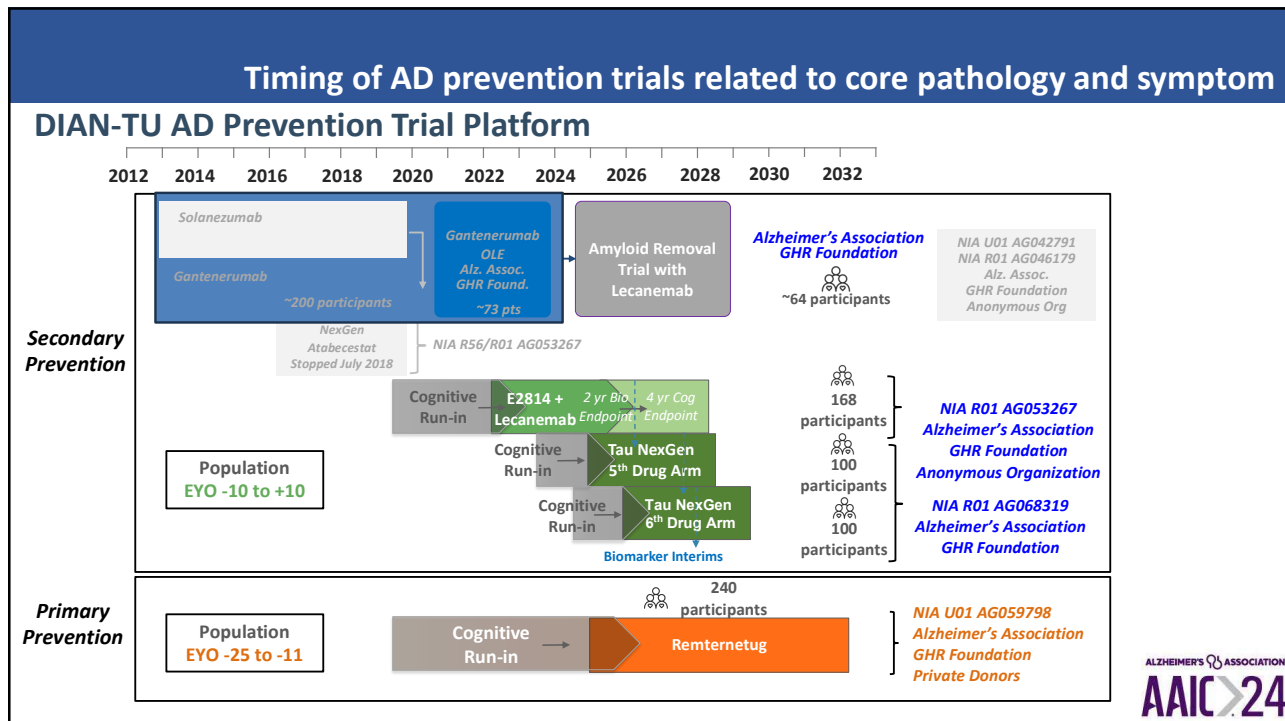 Timing of AD prevention trials related to core pathology and symptom
DIAN-TU AD Prevention Trial Platform
2012 2014 2016 2018 2020 2022 2024 2026 2028 2030 2032
Secondary
Prevention
Solanezumab
Gantenerumab
~200 participants
Gantenerumab
OLE
Alz. Assoc.
GHR Found.
~73 pts
Amyloid Removal
Trial with
Lecanemab
Alzheimer's Association
GHR Foundation
~64 participants
NIA U01 AG042791
NIA R01 AG046179
Alz. Assoc.
GHR Foundation
Anonymous Org
NexGen
Atabecestat
Stopped July 2018
NIA R56/R01 AG053267
Cognitive
Run-in
E2814 +
Lecanemab
2 yr Bio
Endpoint
4 yr Cog
Endpoint
168
participants
NIA R01 AG053267
Alzheimer's Association
GHR Foundation
Anonymous Organization
Cognitive
Run-in
Tau NexGen
5th Drug Arm
100
participants
Population
EYO -10 to +10
Cognitive
Run-in
Tau NexGen
6th Drug Arm
100
participants
NIA R01 AG068319
Alzheimer's Association
GHR Foundation
Biomarker Interims
Primary
Prevention
Population
EYO -25 to -11
240
participants
Cognitive
Run-in
Remternetug
NIA U01 AG059798
Alzheimer's Association
GHR Foundation
Private Donors
ALZHEIMER'S ASSOCIATION
AAIC>24